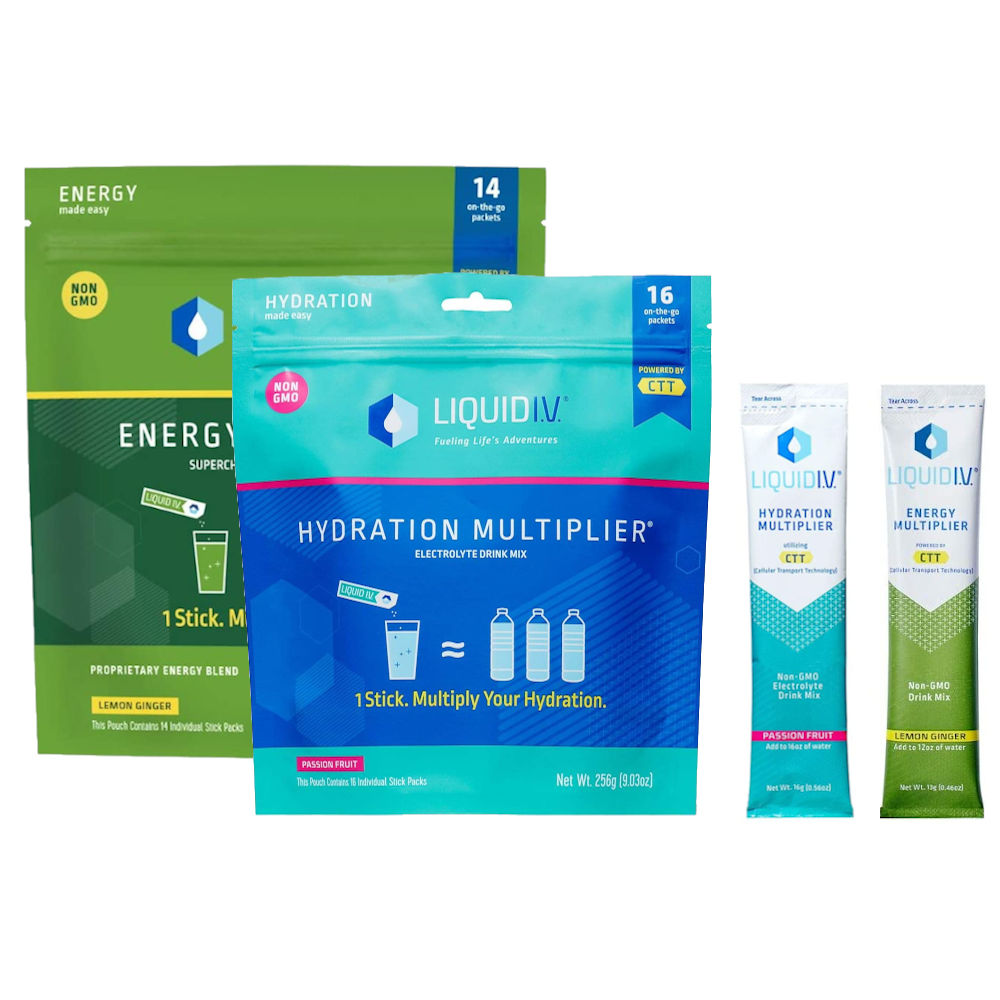 ENERGY
made easy
14
on-the-go
packets
POWERED BY
NON
GMO
ENERGY
SUPERCH
LIQUID I.V.
1 Stick. M
PROPRIETARY ENERGY BLEND
LEMON GINGER
This Pouch Contains 14 Individual Stick Packs
HYDRATION
made easy
16
on-the-go
packets
POWERED BY
CTT
NON
GMO
LIQUID I.V.®
Fueling Life's Adventures
HYDRATION MULTIPLIER®
ELECTROLYTE DRINK MIX
LIQUID I.V.
≈
1 Stick. Multiply Your Hydration.
PASSION FRUIT
This Pouch Contains 16 Individual Stick Packs
Net Wt. 256g (9.03oz)
Tear Across
LIQUID I.V.®
HYDRATION
MULTIPLIER
utilizing
CTT
(Cellular Transport Technology)
Non-GMO
Electrolyte
Drink Mix
PASSION FRUIT
Add to 16oz of water
Net Wt. 16g (0.56oz)
Tear Across
LIQUID I.V.®
ENERGY
MULTIPLIER
POWERED BY
CTT
(Cellular Transport Technology)
Non-GMO
Drink Mix
LEMON GINGER
Add to 12oz of water
Net Wt. 13g (0.46oz)